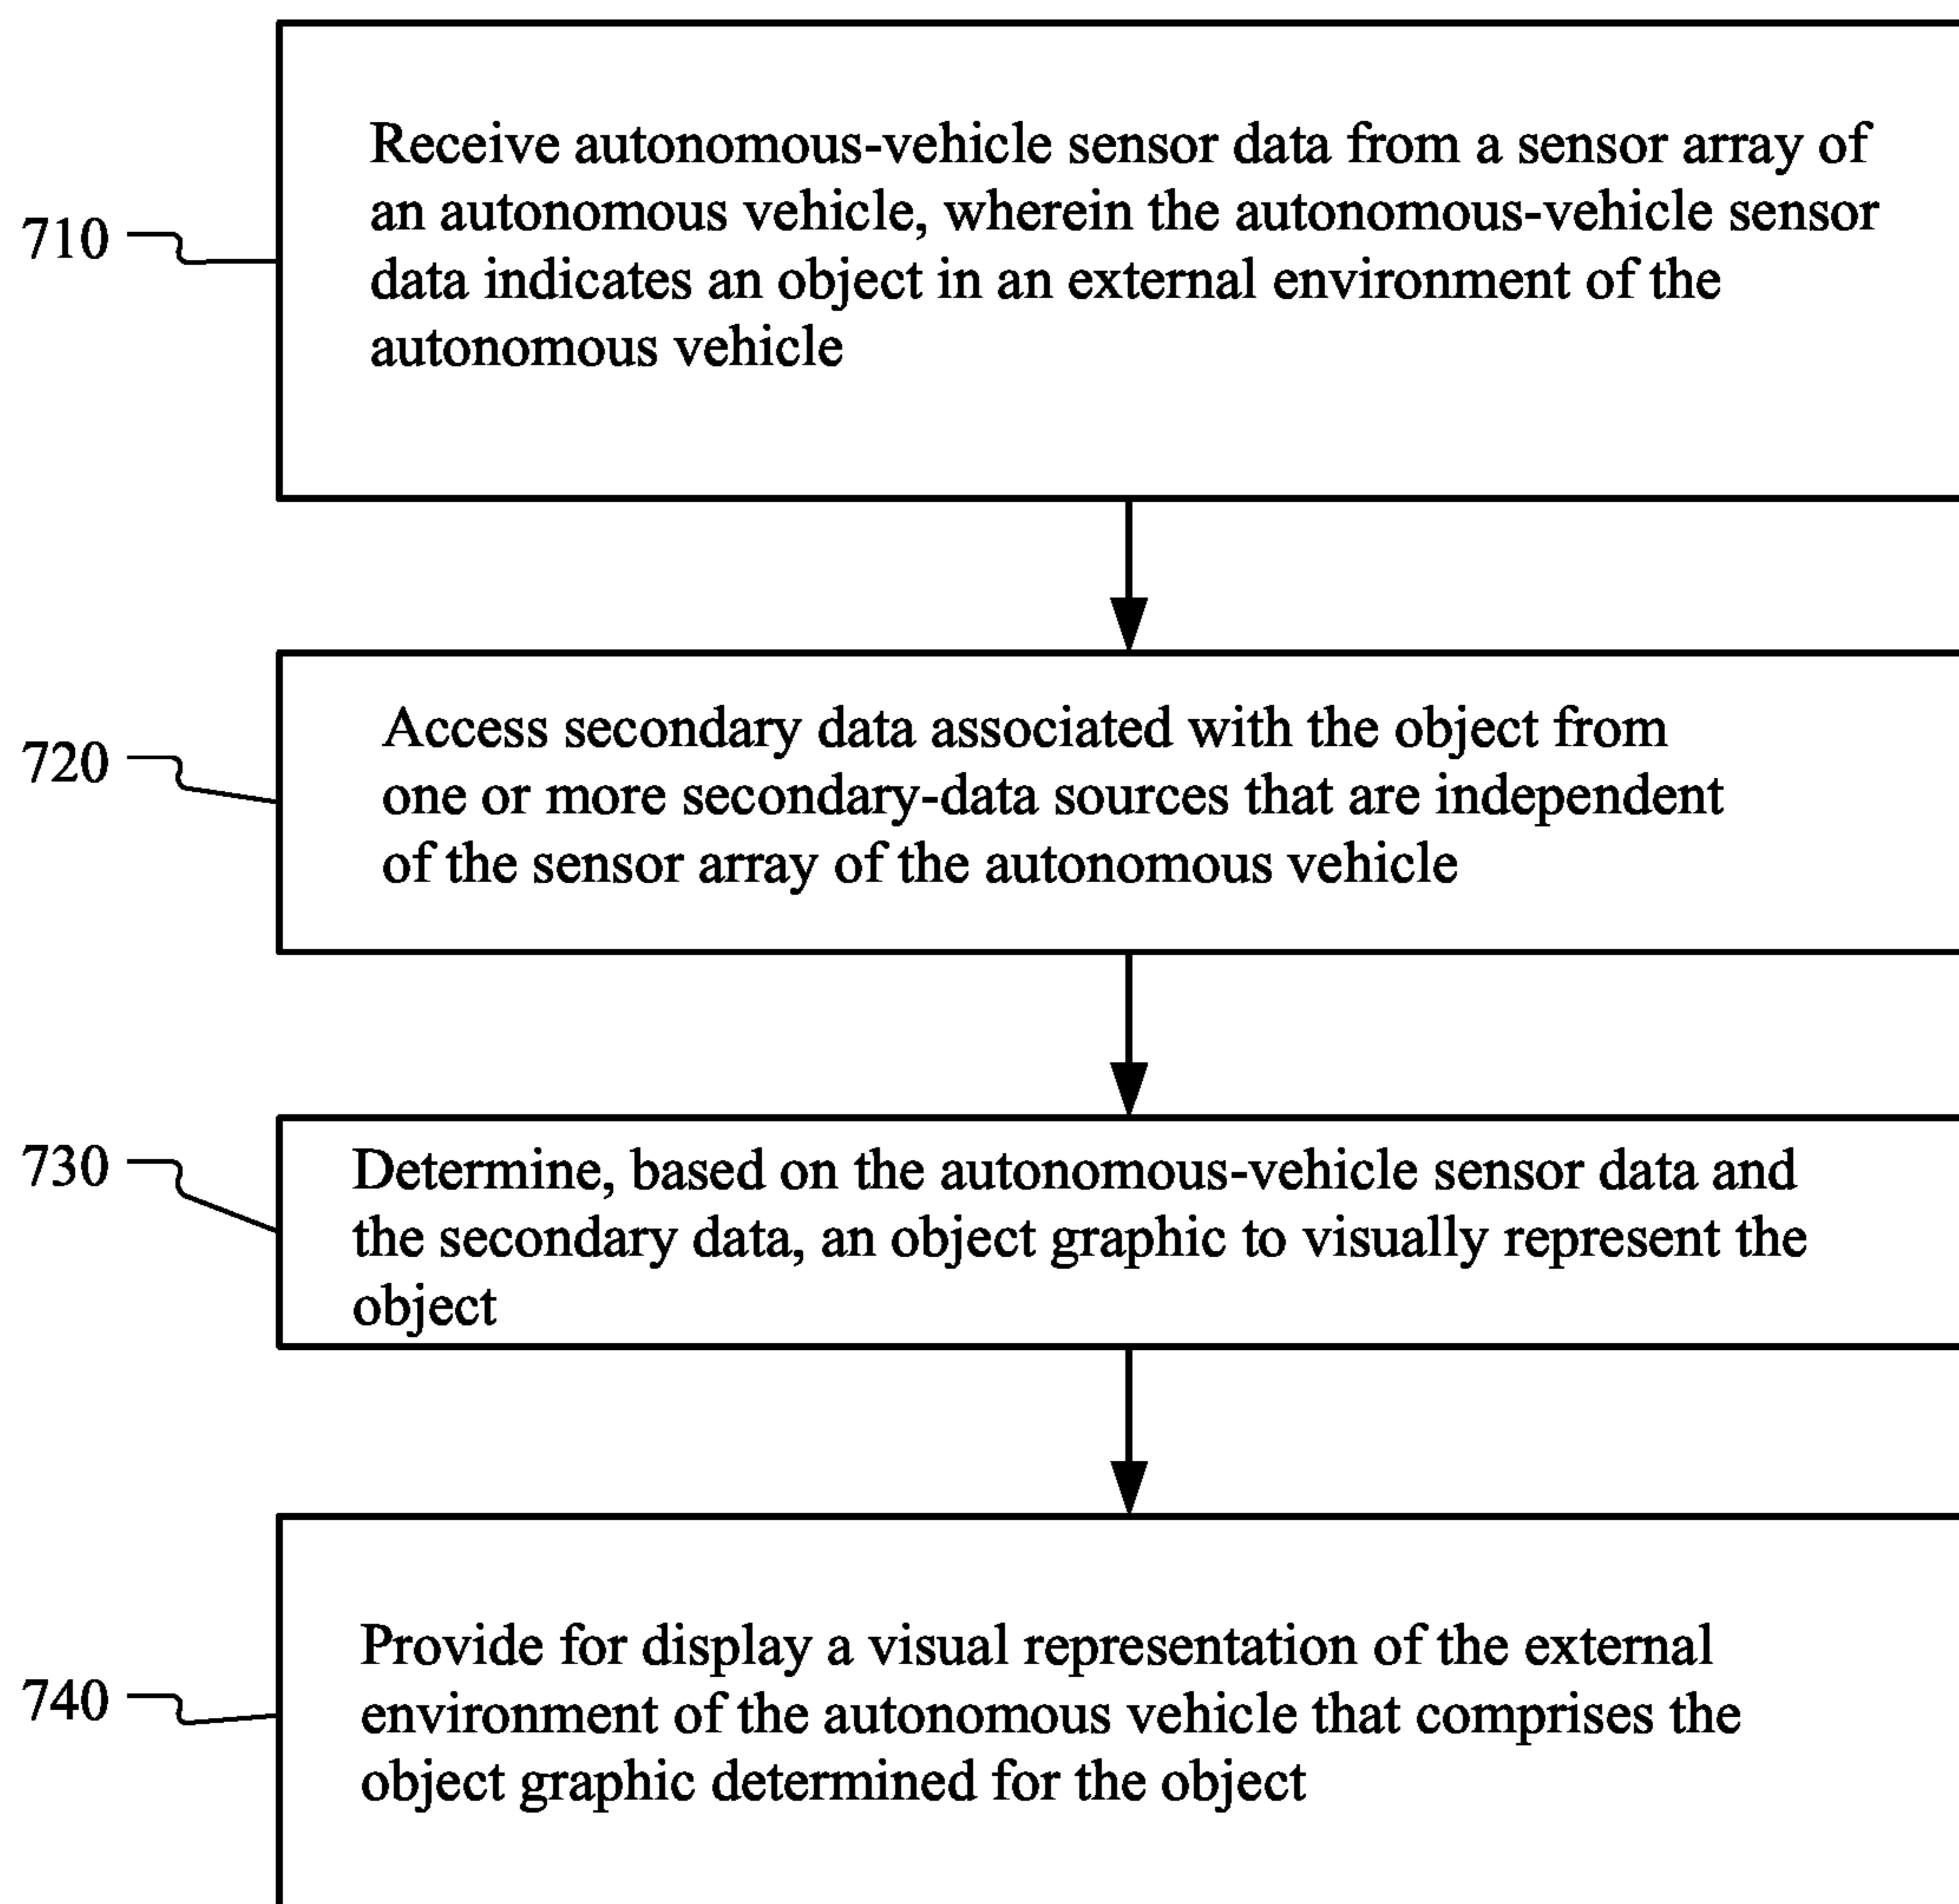 710
Receive autonomous-vehicle sensor data from a sensor array of
an autonomous vehicle, wherein the autonomous-vehicle sensor
data indicates an object in an external environment of the
autonomous vehicle
720
Access secondary data associated with the object from
one or more secondary-data sources that are independent
of the sensor array of the autonomous vehicle
730
Determine, based on the autonomous-vehicle sensor data and
the secondary data, an object graphic to visually represent the
object
740
Provide for display a visual representation of the external
environment of the autonomous vehicle that comprises the
object graphic determined for the object